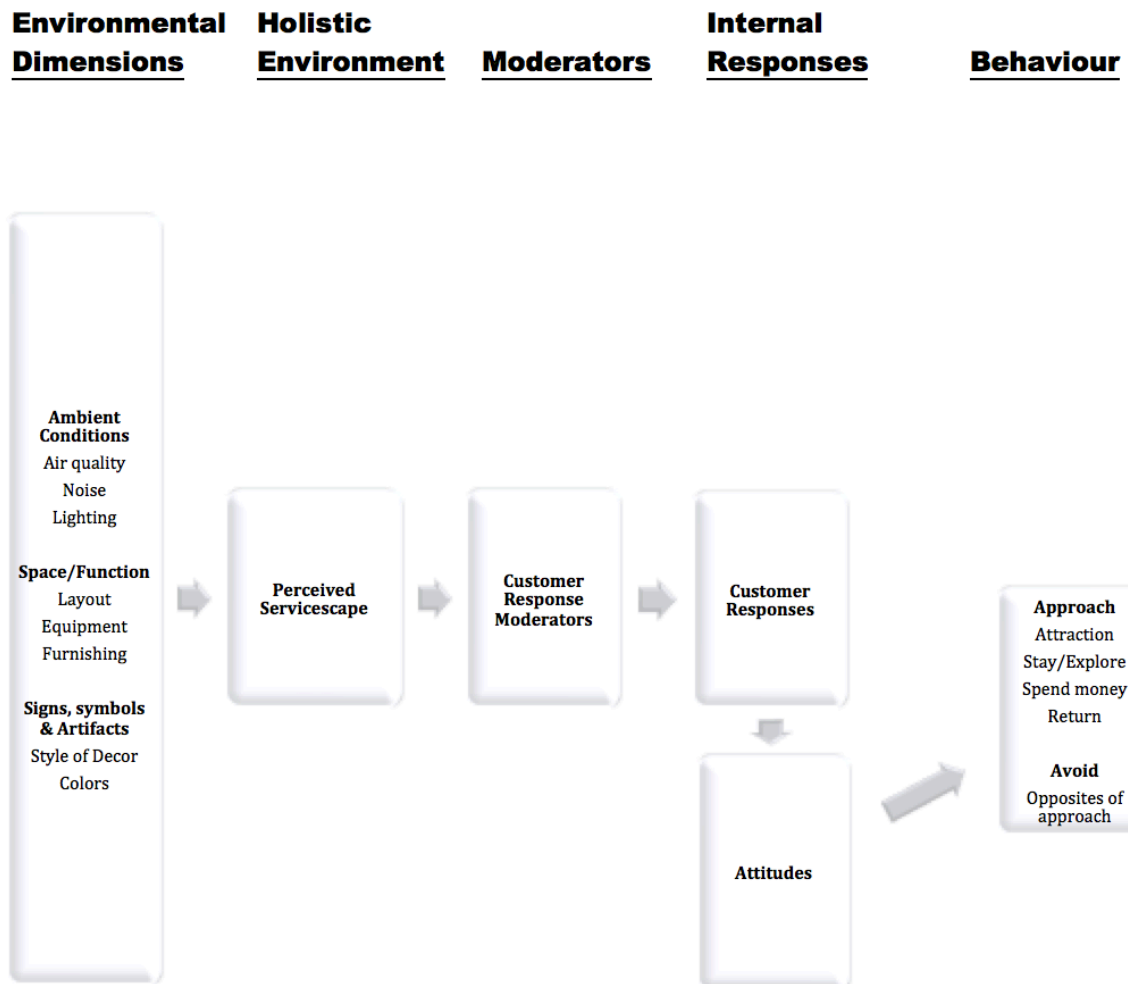 Environmental
Dimensions
Holistic
Environment
Moderators
Internal
Responses
Behaviour
Ambient
Conditions
Air quality
Noise
Lighting
Space/Function
Layout
Equipment
Furnishing
Signs, symbols
& Artifacts
Style of Decor
Colors
Perceived
Servicescape
Customer
Response
Moderators
Customer
Responses
Attitudes
Approach
Attraction
Stay/Explore
Spend money
Return
Avoid
Opposites of
approach